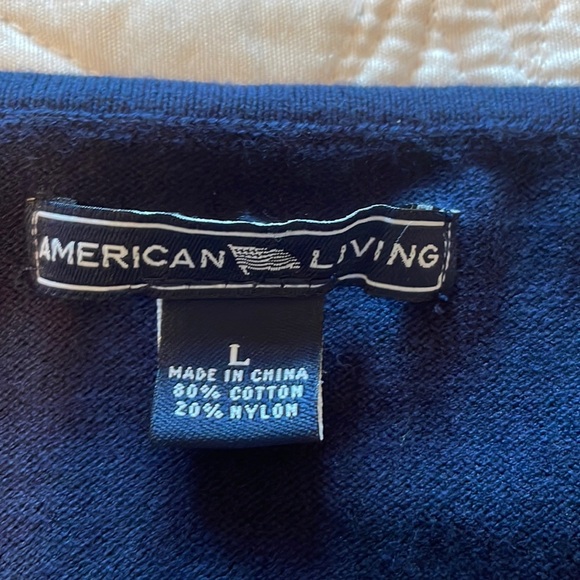 AMERICAN LIVING
L
MADE IN CHINA
80% COTTON
20% NYLON